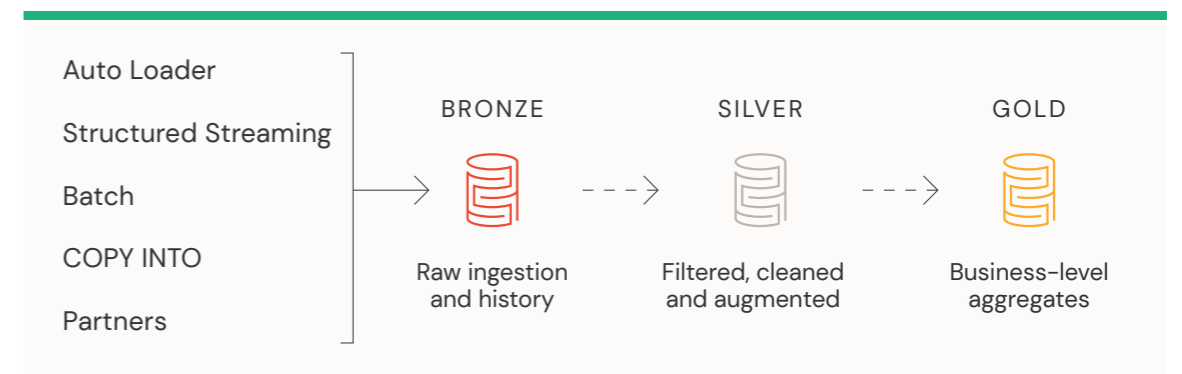 Auto Loader
Structured Streaming
Batch
COPY INTO
Partners
BRONZE
Raw ingestion
and history
SILVER
Filtered, cleaned
and augmented
GOLD
Business-level
aggregates